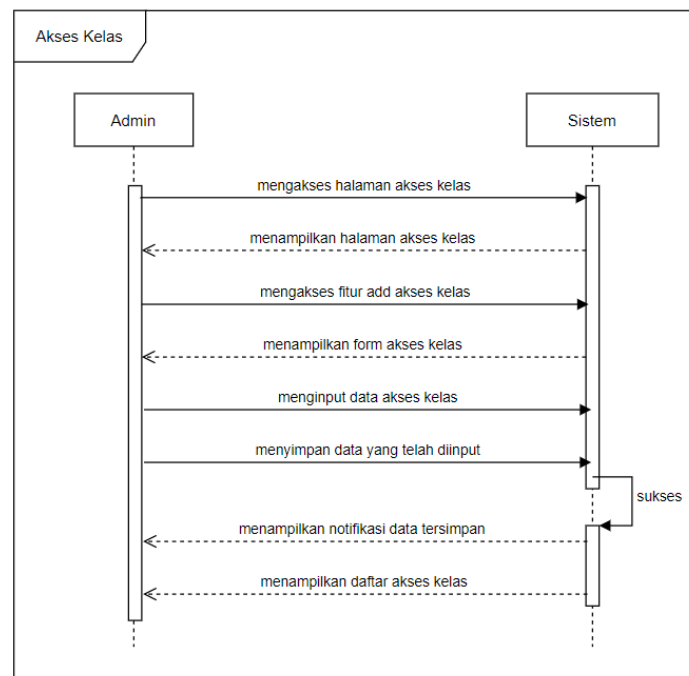 Akses Kelas
Admin
Sistem
mengakses halaman akses kelas
menampilkan halaman akses kelas
mengakses fitur add akses kelas
menampilkan form akses kelas
menginput data akses kelas
menyimpan data yang telah diinput
sukses
menampilkan notifikasi data tersimpan
menampilkan daftar akses kelas